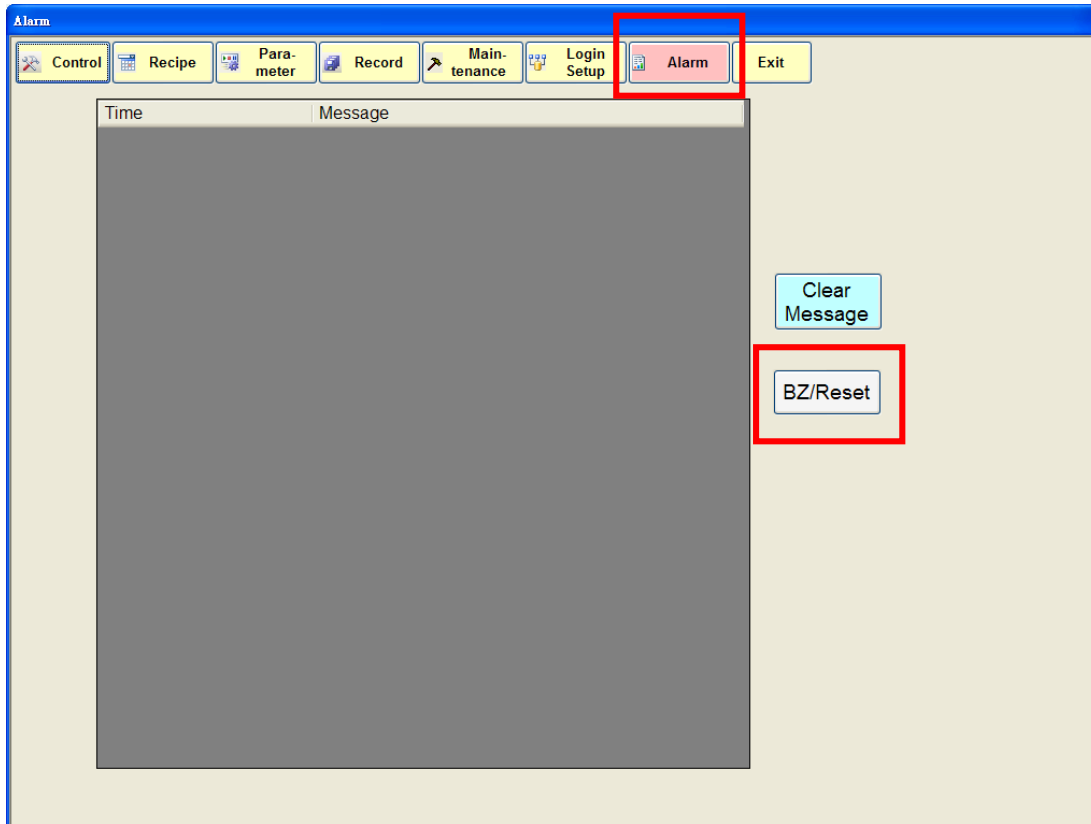 Alarm
Control Recipe Para- Record Main- Login Alarm Exit
meter tenance Setup
Time Message
Clear
Message
BZ/Reset